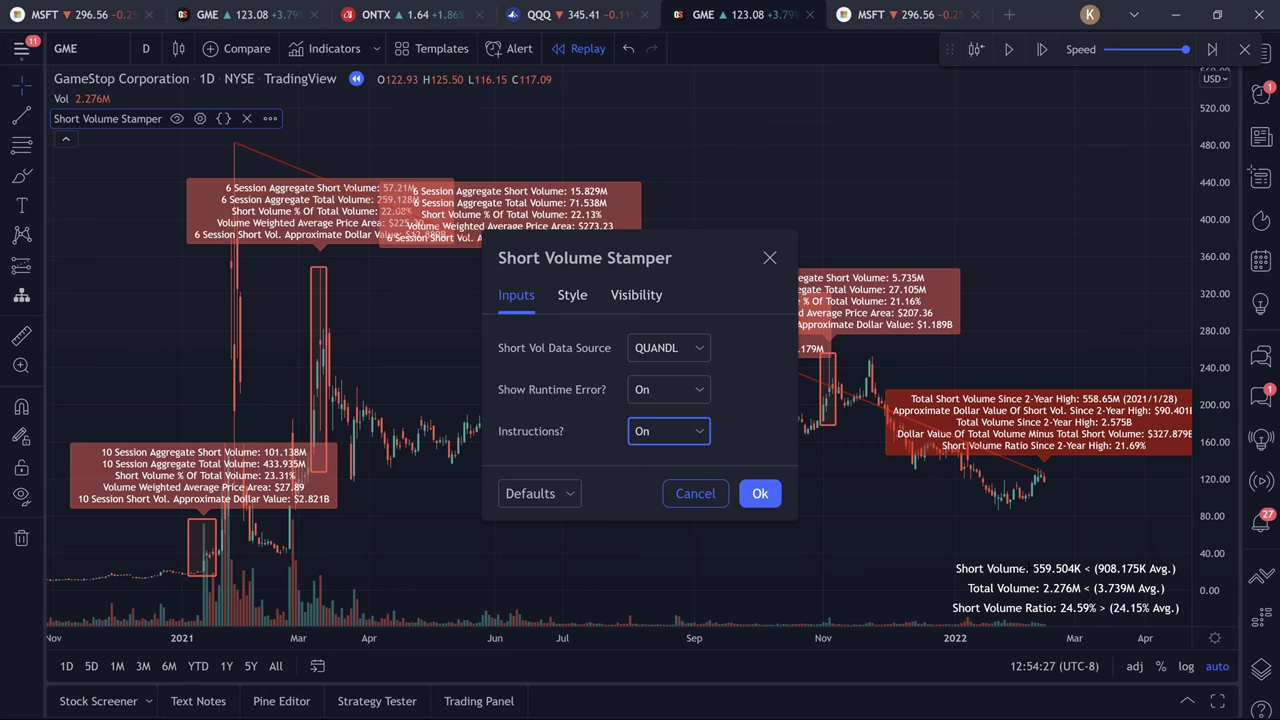 MSFT ▼ 296.56 -0.25
GME ▲ 123.08 +3.79%
ONTX ▲ 1.64 +1.86%
QQQ ▼ 345.41 -0.11%
GME ▲ 123.08 +3.79%
MSFT ▼ 296.56 -0.25
K
11
GME
D
Compare
Indicators
Templates
Alert
Replay
Speed
GameStop Corporation · 1D · NYSE · TradingView
O122.93 H125.50 L116.15 C117.09
USD
Vol 2.276M
Short Volume Stamper
520.00
480.00
440.00
400.00
360.00
320.00
280.00
240.00
200.00
160.00
120.00
80.00
40.00
0.00
6 Session Aggregate Short Volume: 57.21M
6 Session Aggregate Total Volume: 259.128M
Short Volume % Of Total Volume: 22.08%
Volume Weighted Average Price Area:
6 Session Short Vol. Approximate Dollar Value:
6 Session Aggregate Short Volume: 15.829M
6 Session Aggregate Total Volume: 71.538M
Short Volume % Of Total Volume: 22.13%
Volume Weighted Average Price Area: $273.23
6 Session Short Vol.
Short Volume Stamper
Inputs
Style
Visibility
Short Vol Data Source
QUANDL
Show Runtime Error?
On
Instructions?
On
Defaults
Cancel
Ok
egate Short Volume: 5.735M
egate Total Volume: 27.105M
% Of Total Volume: 21.16%
d Average Price Area: $207.36
Approximate Dollar Value: $1.189B
.179M
Total Short Volume Since 2-Year High: 558.65M (2021/1/28)
Approximate Dollar Value Of Short Vol. Since 2-Year High: $90.401B
Total Volume Since 2-Year High: 2.575B
Dollar Value Of Total Volume Minus Total Short Volume: $327.879B
Short Volume Ratio Since 2-Year High: 21.69%
10 Session Aggregate Short Volume: 101.138M
10 Session Aggregate Total Volume: 433.935M
Short Volume % Of Total Volume: 23.31%
Volume Weighted Average Price Area: $27.89
10 Session Short Vol. Approximate Dollar Value: $2.821B
Short Volume: 559.504K < (908.175K Avg.)
Total Volume: 2.276M < (3.739M Avg.)
Short Volume Ratio: 24.59% > (24.15% Avg.)
1
1
27
Nov
2021
Mar
Apr
Jun
Jul
Sep
Nov
2022
Mar
Apr
1D
5D
1M
3M
6M
YTD
1Y
5Y
All
12:54:27 (UTC-8)
adj
%
log
auto
Stock Screener
Text Notes
Pine Editor
Strategy Tester
Trading Panel